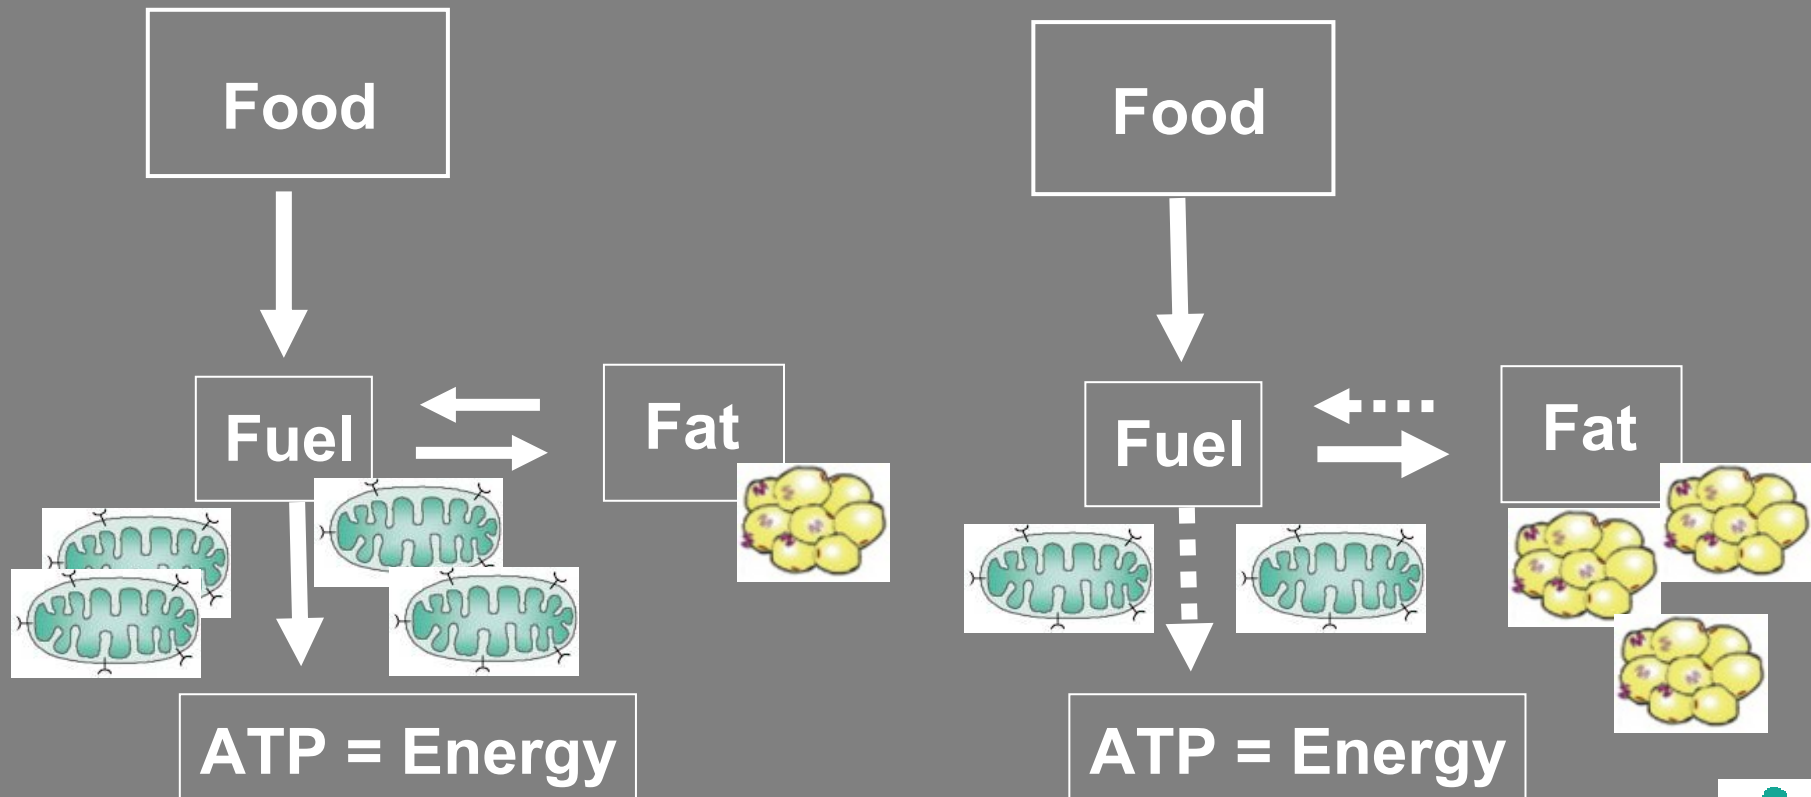 Food
Fuel
Fat
ATP = Energy
Food
Fuel
Fat
ATP = Energy